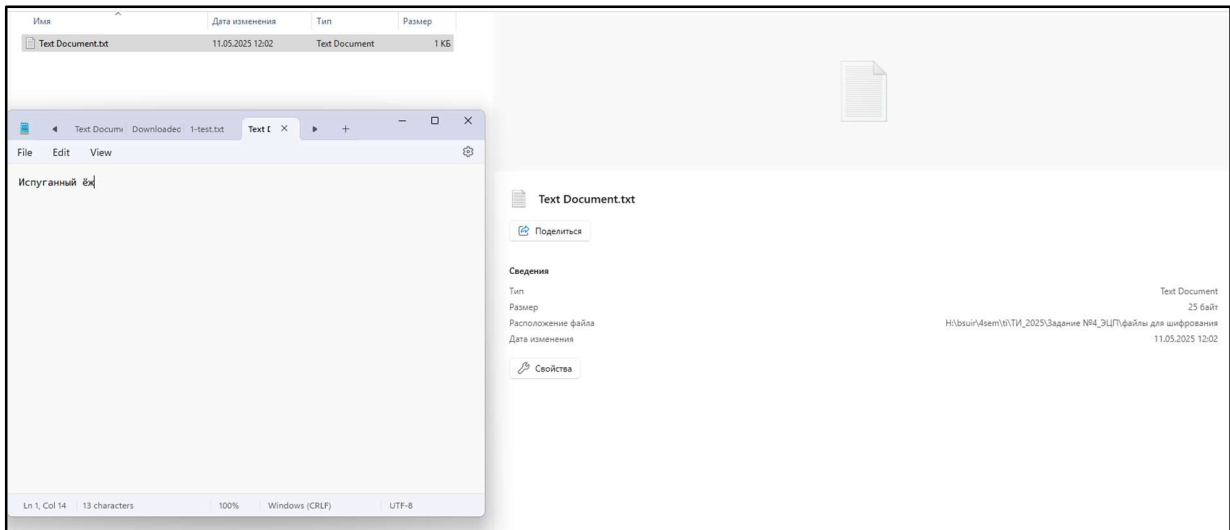 Имя Дата изменения Тип Размер
Text Document.txt 11.05.2025 12:02 Text Document 1 КБ
Text Docume Downloaded 1-test.txt Text D
File Edit View
Испуганный ёж
Ln 1, Col 14 13 characters 100% Windows (CRLF) UTF-8
Text Document.txt
Поделиться
Сведения
Тип Text Document
Размер 25 байт
Расположение файла H:\bsuir\4sem\ti\ТИ_2025\Задание №4_ЭЦП\файлы для шифрования
Дата изменения 11.05.2025 12:02
Свойства